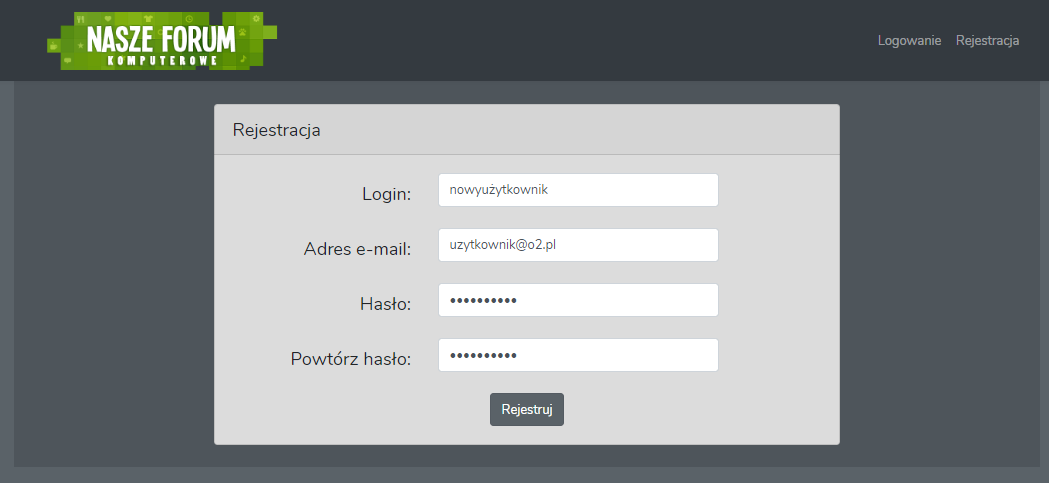 NASZE FORUM
KOMPUTEROWE
Logowanie Rejestracja
Rejestracja
Login: nowyużytkownik
Adres e-mail: uzytkownik@o2.pl
Hasło: ••••••••••
Powtórz hasło: ••••••••••
Rejestruj